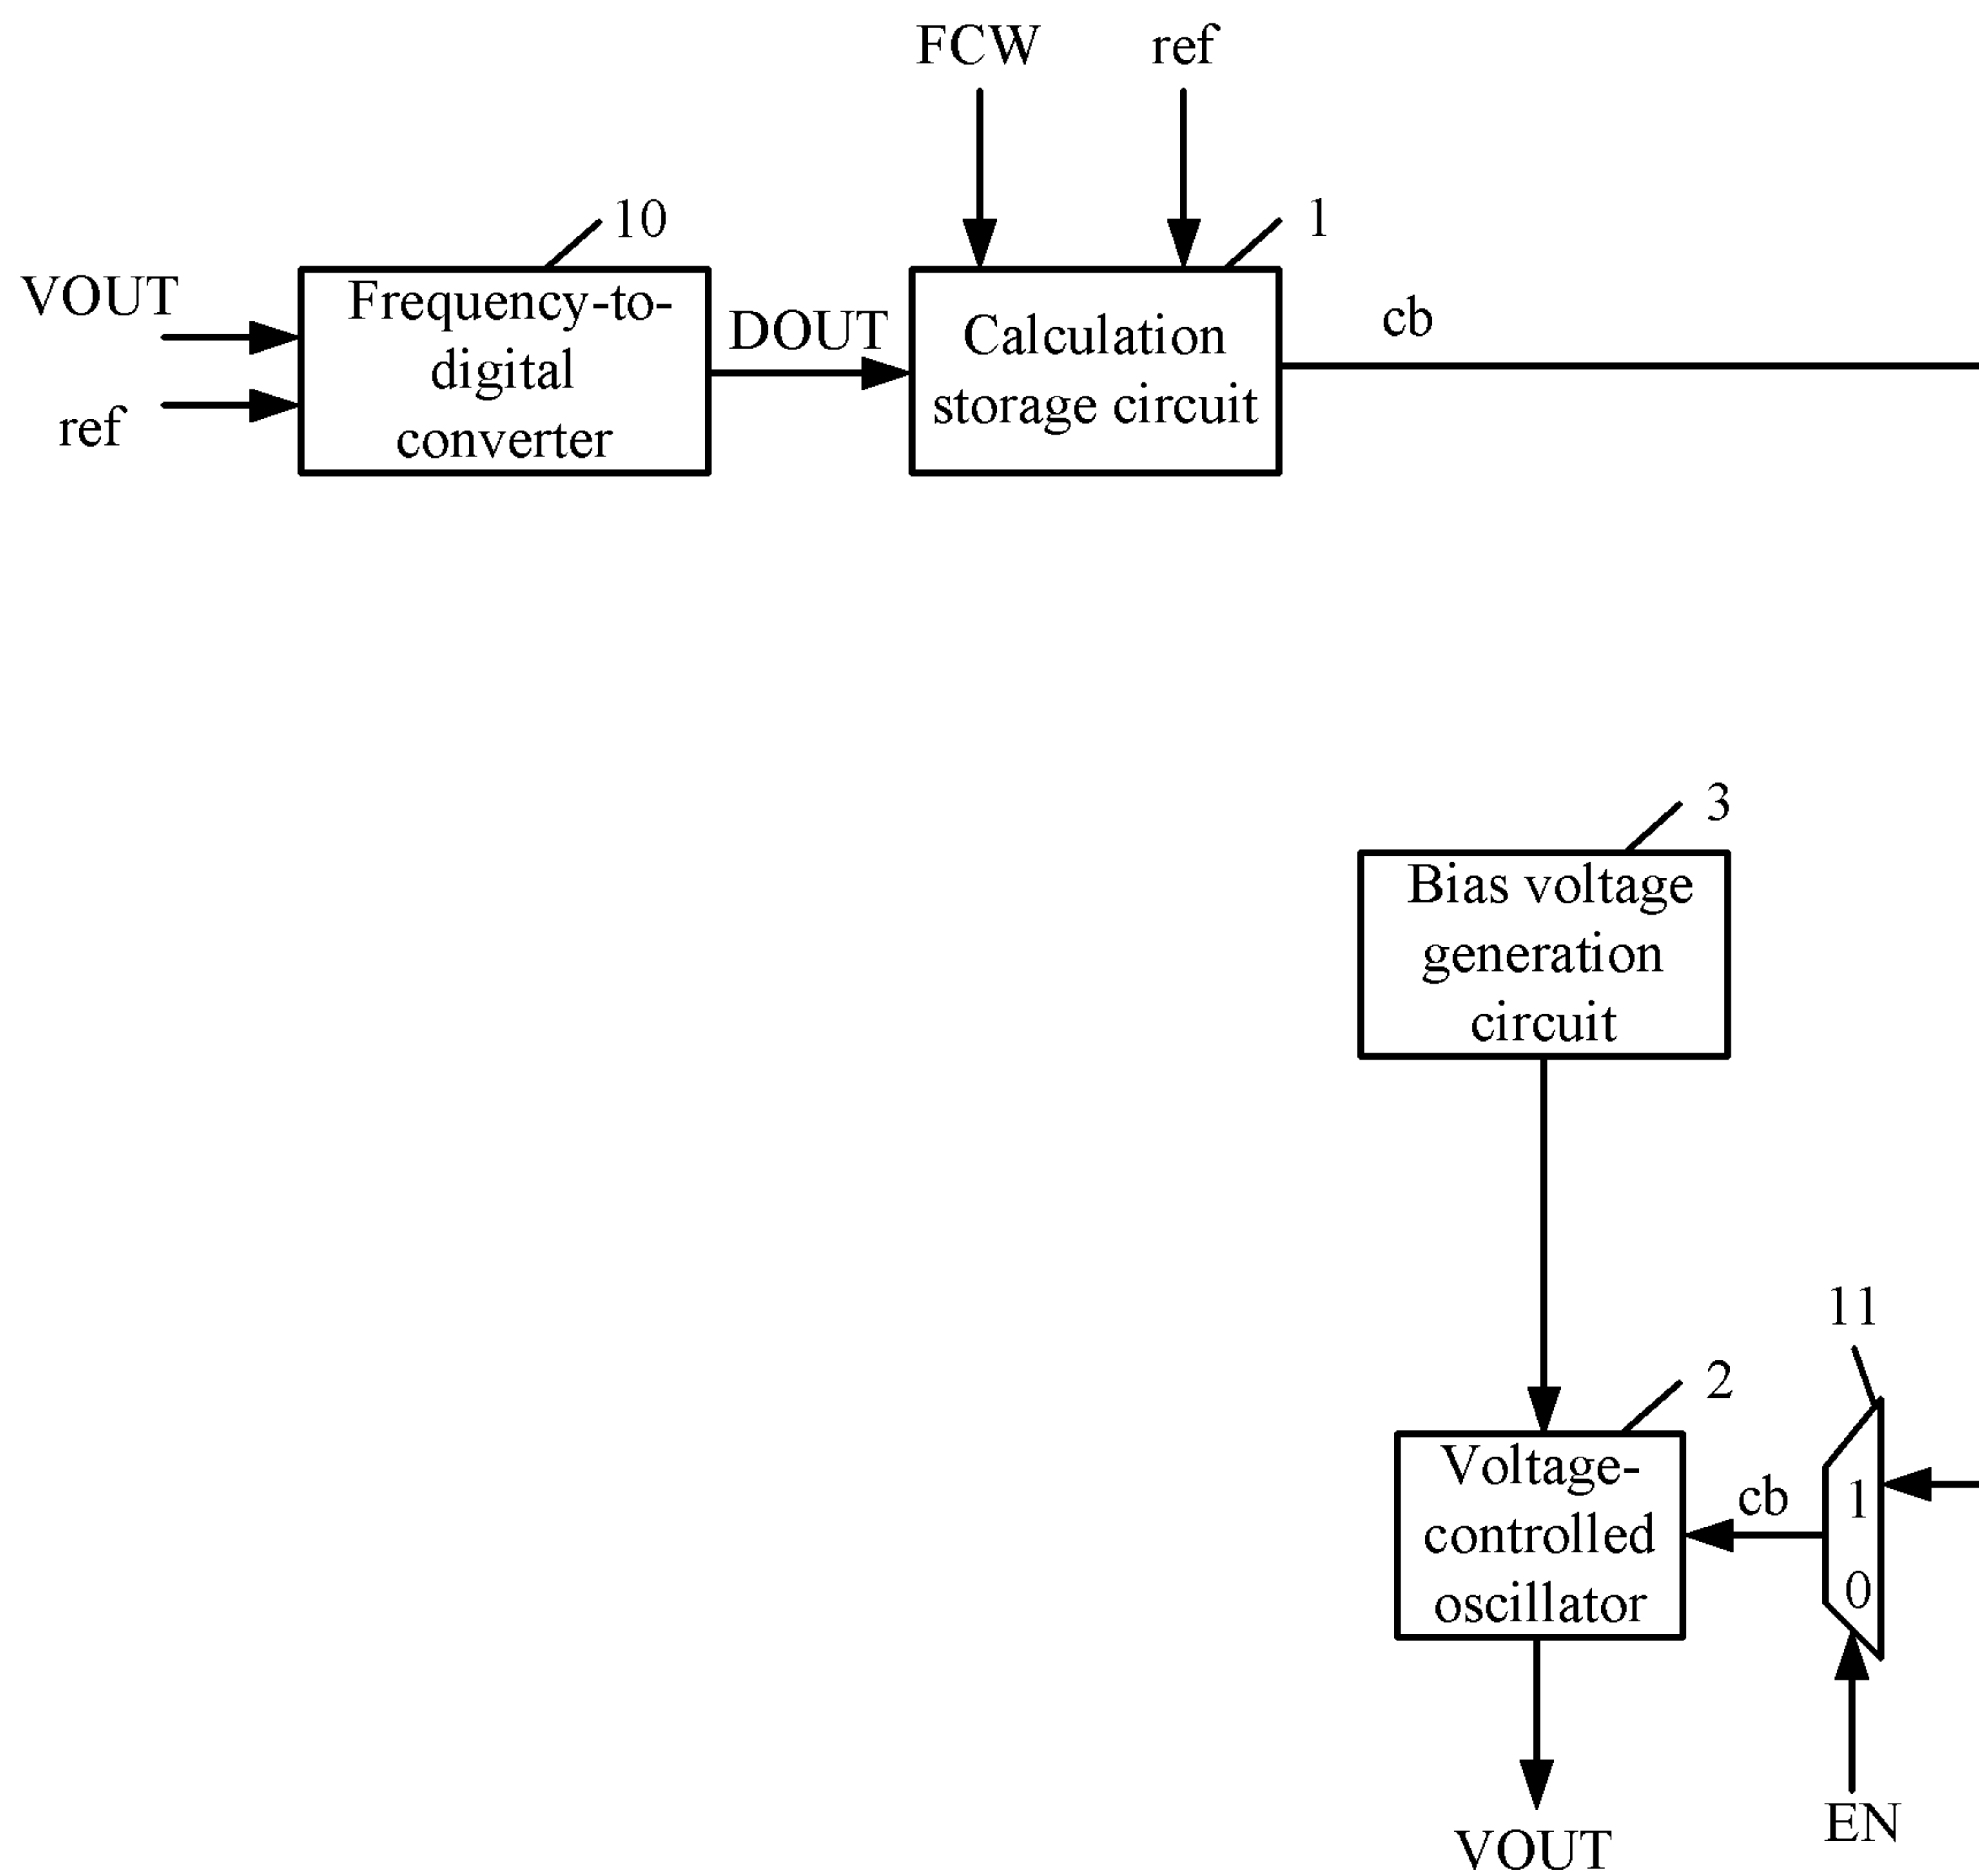 FCW
ref
10
1
VOUT
ref
Frequency-to-
digital
converter
DOUT
Calculation
storage circuit
cb
3
Bias voltage
generation
circuit
11
2
Voltage-
controlled
oscillator
cb
1
0
VOUT
EN